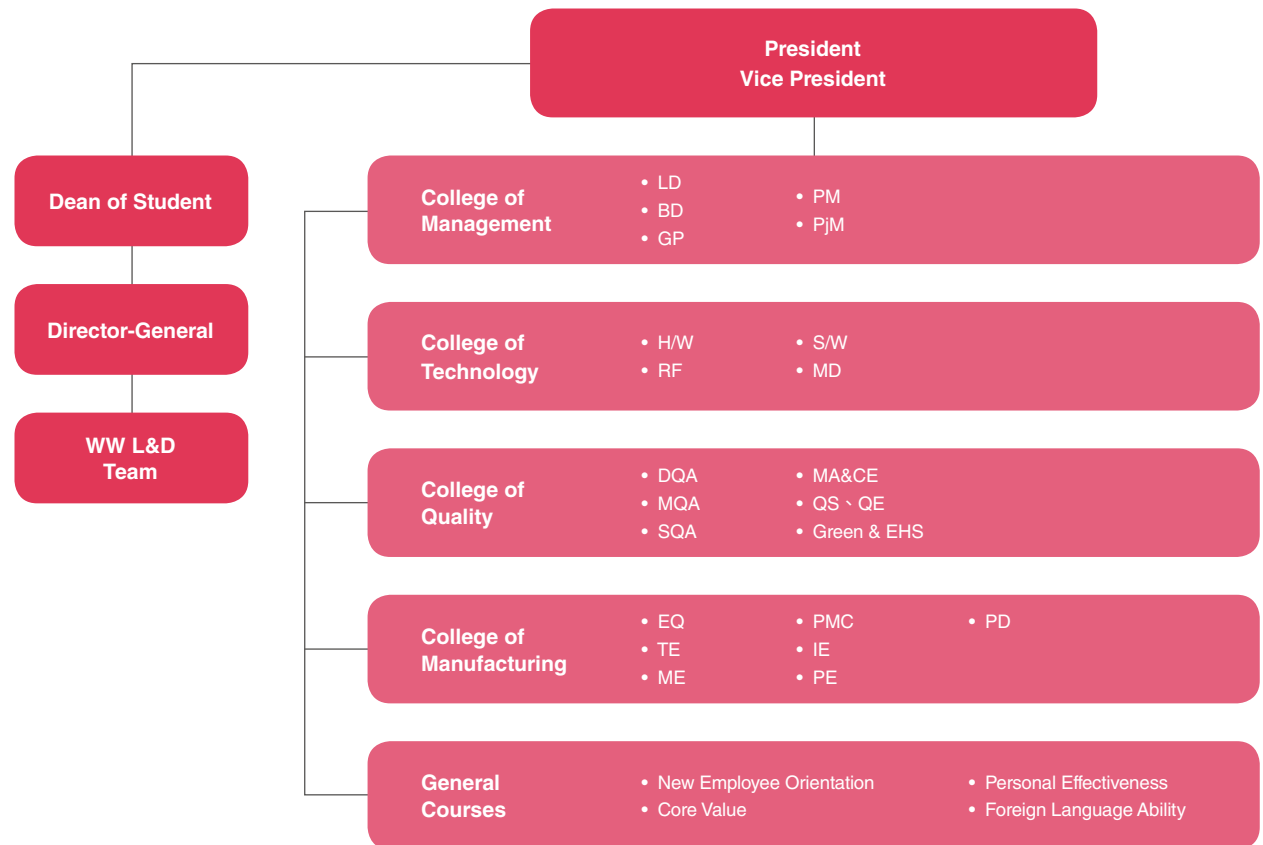 President
Vice President
Dean of Student
Director-General
WW L&D
Team
College of
Management
• LD
• BD
• GP
• PM
• PjM
College of
Technology
• H/W
• RF
• S/W
• MD
College of
Quality
• DQA
• MQA
• SQA
• MA&CE
• QS、QE
• Green & EHS
College of
Manufacturing
• EQ
• TE
• ME
• PMC
• IE
• PE
• PD
General
Courses
• New Employee Orientation
• Core Value
• Personal Effectiveness
• Foreign Language Ability